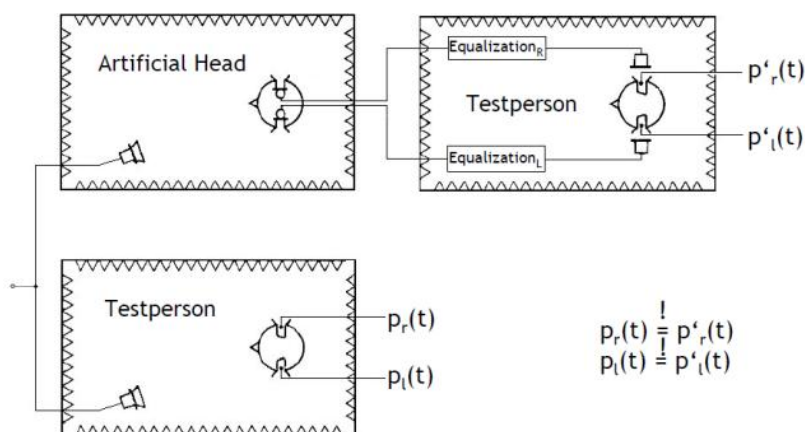 Artificial Head
Equalization_R
Testperson
Equalization_L
p‘_r(t)
p‘_l(t)
Testperson
p_r(t)
p_l(t)
!
p_r(t) = p‘_r(t)
!
p_l(t) = p‘_l(t)